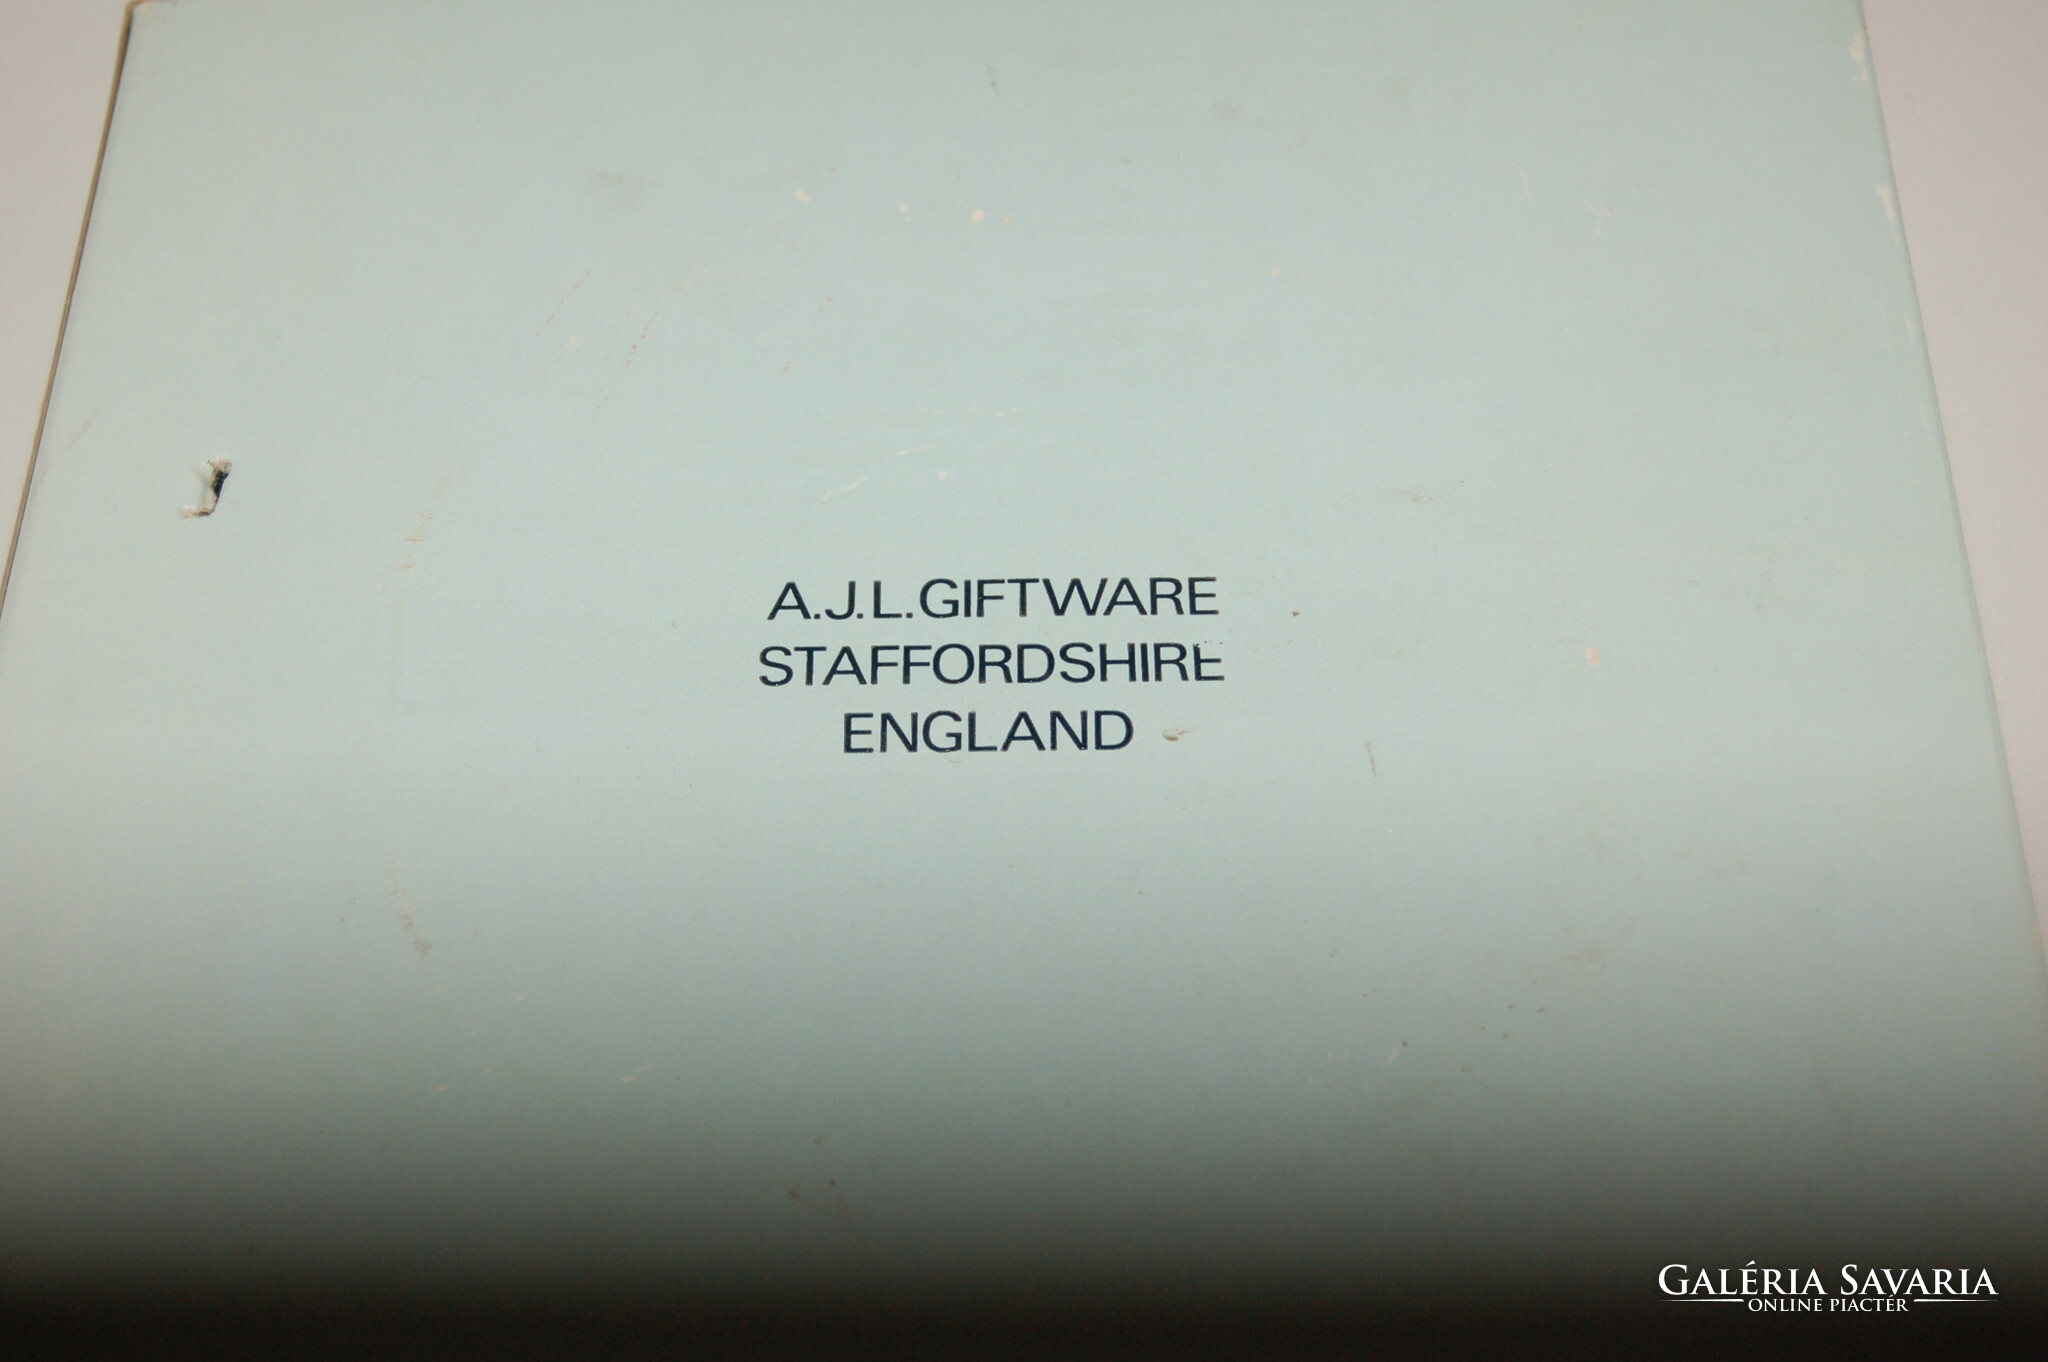 A.J.L.GIFTWARE
STAFFORDSHIRE
ENGLAND
GALÉRIA SAVARIA
ONLINE PIACTÉR